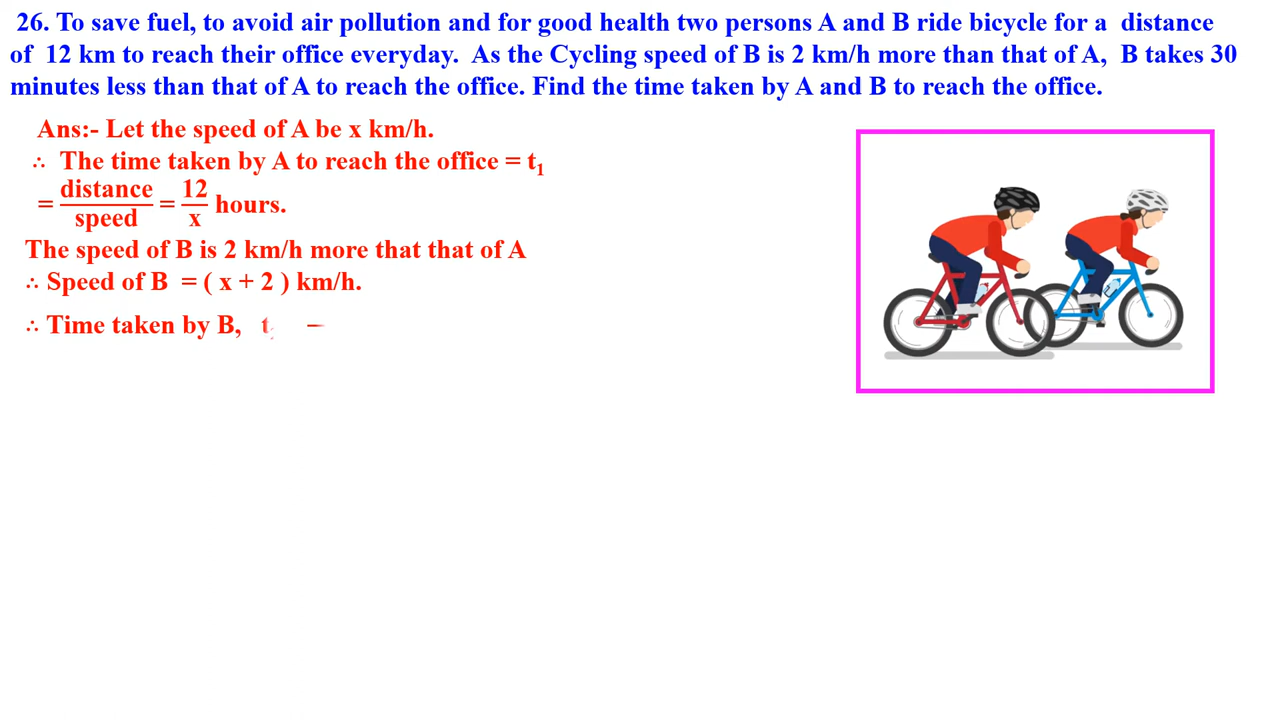 26. To save fuel, to avoid air pollution and for good health two persons A and B ride bicycle for a distance
of 12 km to reach their office everyday. As the Cycling speed of B is 2 km/h more than that of A, B takes 30
minutes less than that of A to reach the office. Find the time taken by A and B to reach the office.
Ans:- Let the speed of A be x km/h.
∴ The time taken by A to reach the office = t₁
= distance/speed = 12/x hours.
The speed of B is 2 km/h more that that of A
∴ Speed of B = ( x + 2 ) km/h.
∴ Time taken by B, t